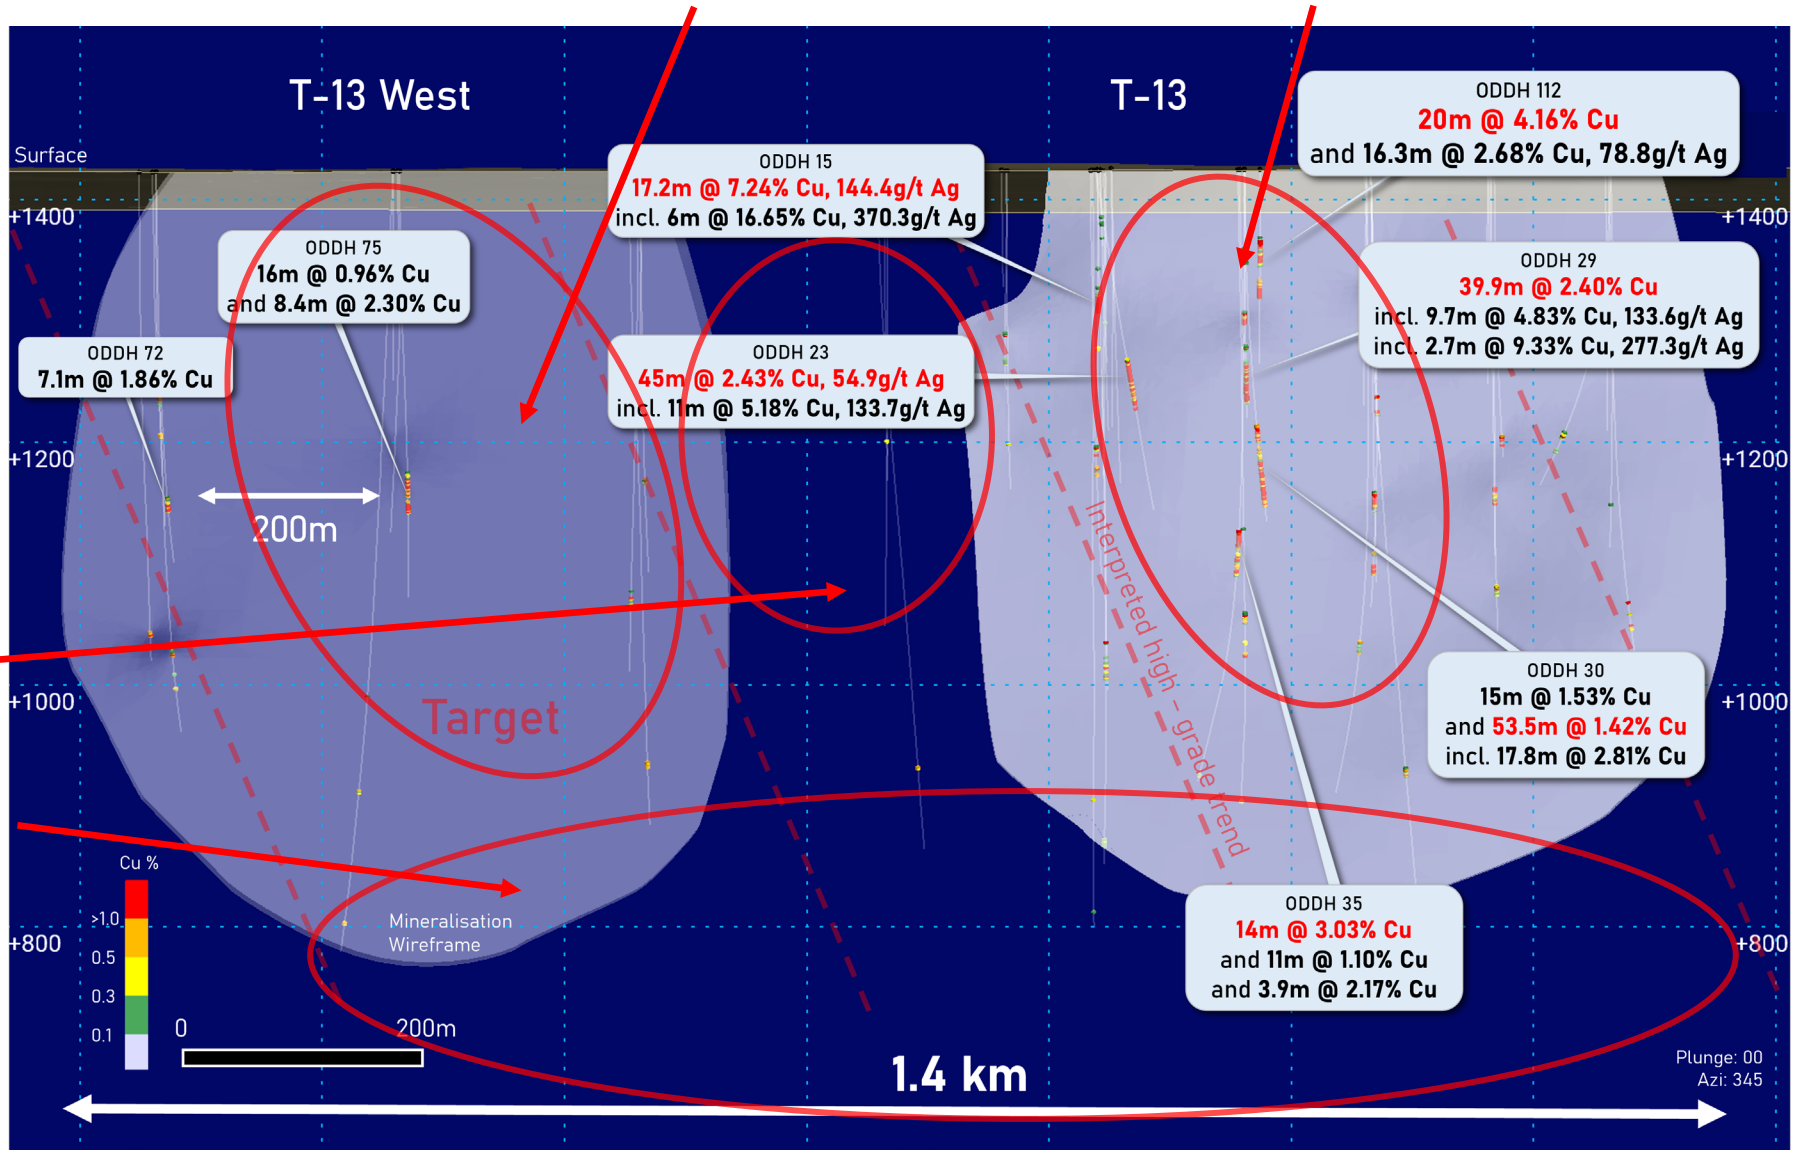 T-13 West
T-13
Surface
ODDH 112
20m @ 4.16% Cu
and 16.3m @ 2.68% Cu, 78.8g/t Ag
ODDH 15
17.2m @ 7.24% Cu, 144.4g/t Ag
incl. 6m @ 16.65% Cu, 370.3g/t Ag
+1400
+1400
ODDH 75
16m @ 0.96% Cu
and 8.4m @ 2.30% Cu
ODDH 29
39.9m @ 2.40% Cu
incl. 9.7m @ 4.83% Cu, 133.6g/t Ag
incl. 2.7m @ 9.33% Cu, 277.3g/t Ag
ODDH 72
7.1m @ 1.86% Cu
ODDH 23
45m @ 2.43% Cu, 54.9g/t Ag
incl. 11m @ 5.18% Cu, 133.7g/t Ag
+1200
+1200
200m
Interpreted high - grade trend
Target
+1000
+1000
ODDH 30
15m @ 1.53% Cu
and 53.5m @ 1.42% Cu
incl. 17.8m @ 2.81% Cu
ODDH 35
14m @ 3.03% Cu
and 11m @ 1.10% Cu
and 3.9m @ 2.17% Cu
Mineralisation
Wireframe
+800
+800
Cu %
>1.0
0.5
0.3
0.1
0
200m
1.4 km
Plunge: 00
Azi: 345